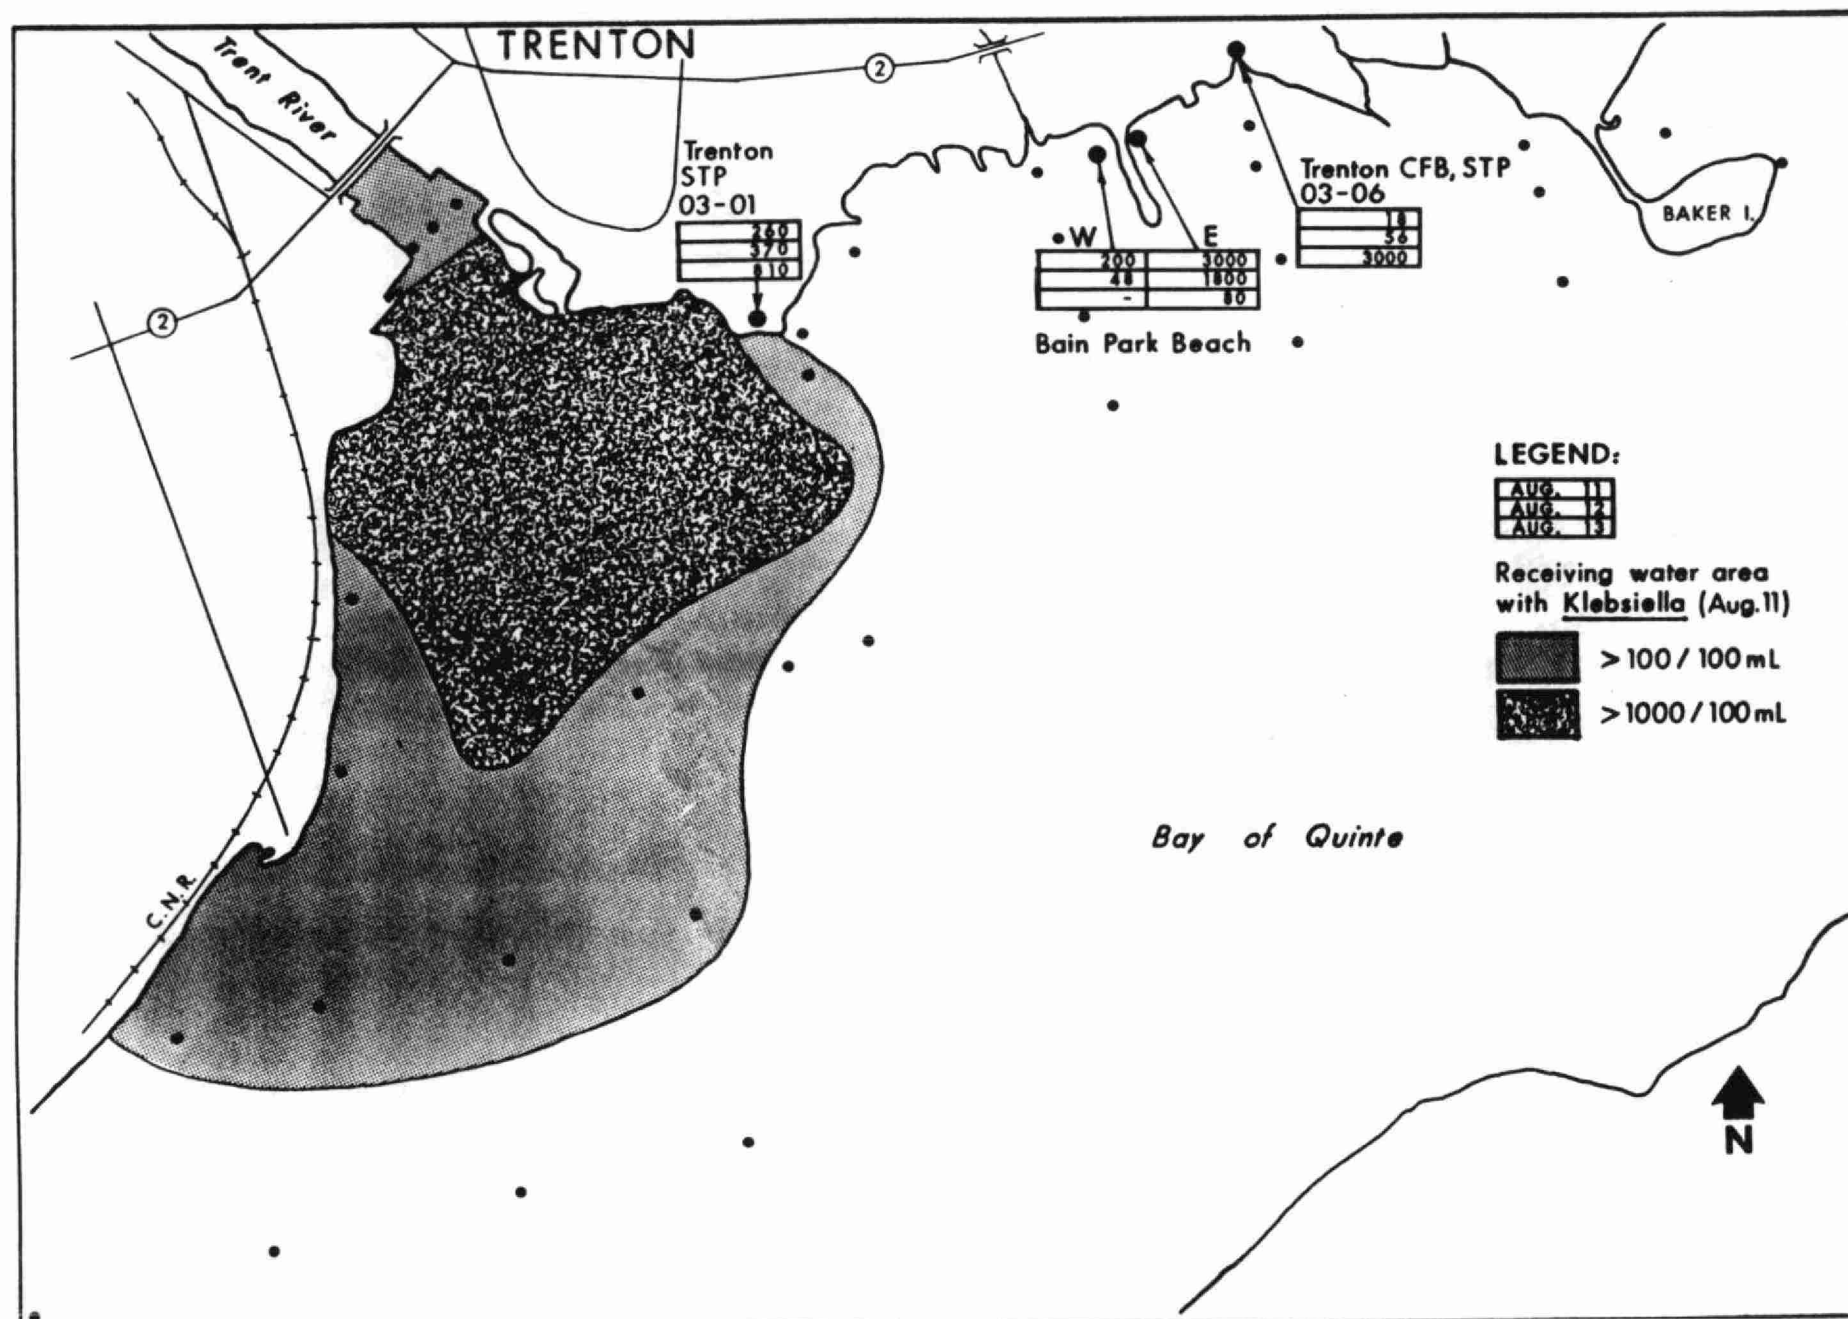 TRENTON
Trent River
2
Trenton
STP
03-01
260
370
810
W E
200 3000
48 1800
- 80
Bain Park Beach
Trenton CFB, STP
03-06
18
56
3000
BAKER I.
2
LEGEND:
AUG. 11
AUG. 12
AUG. 13
Receiving water area
with Klebsiella (Aug.11)
>100/100mL
>1000/100mL
Bay of Quinte
C.N.R.
N